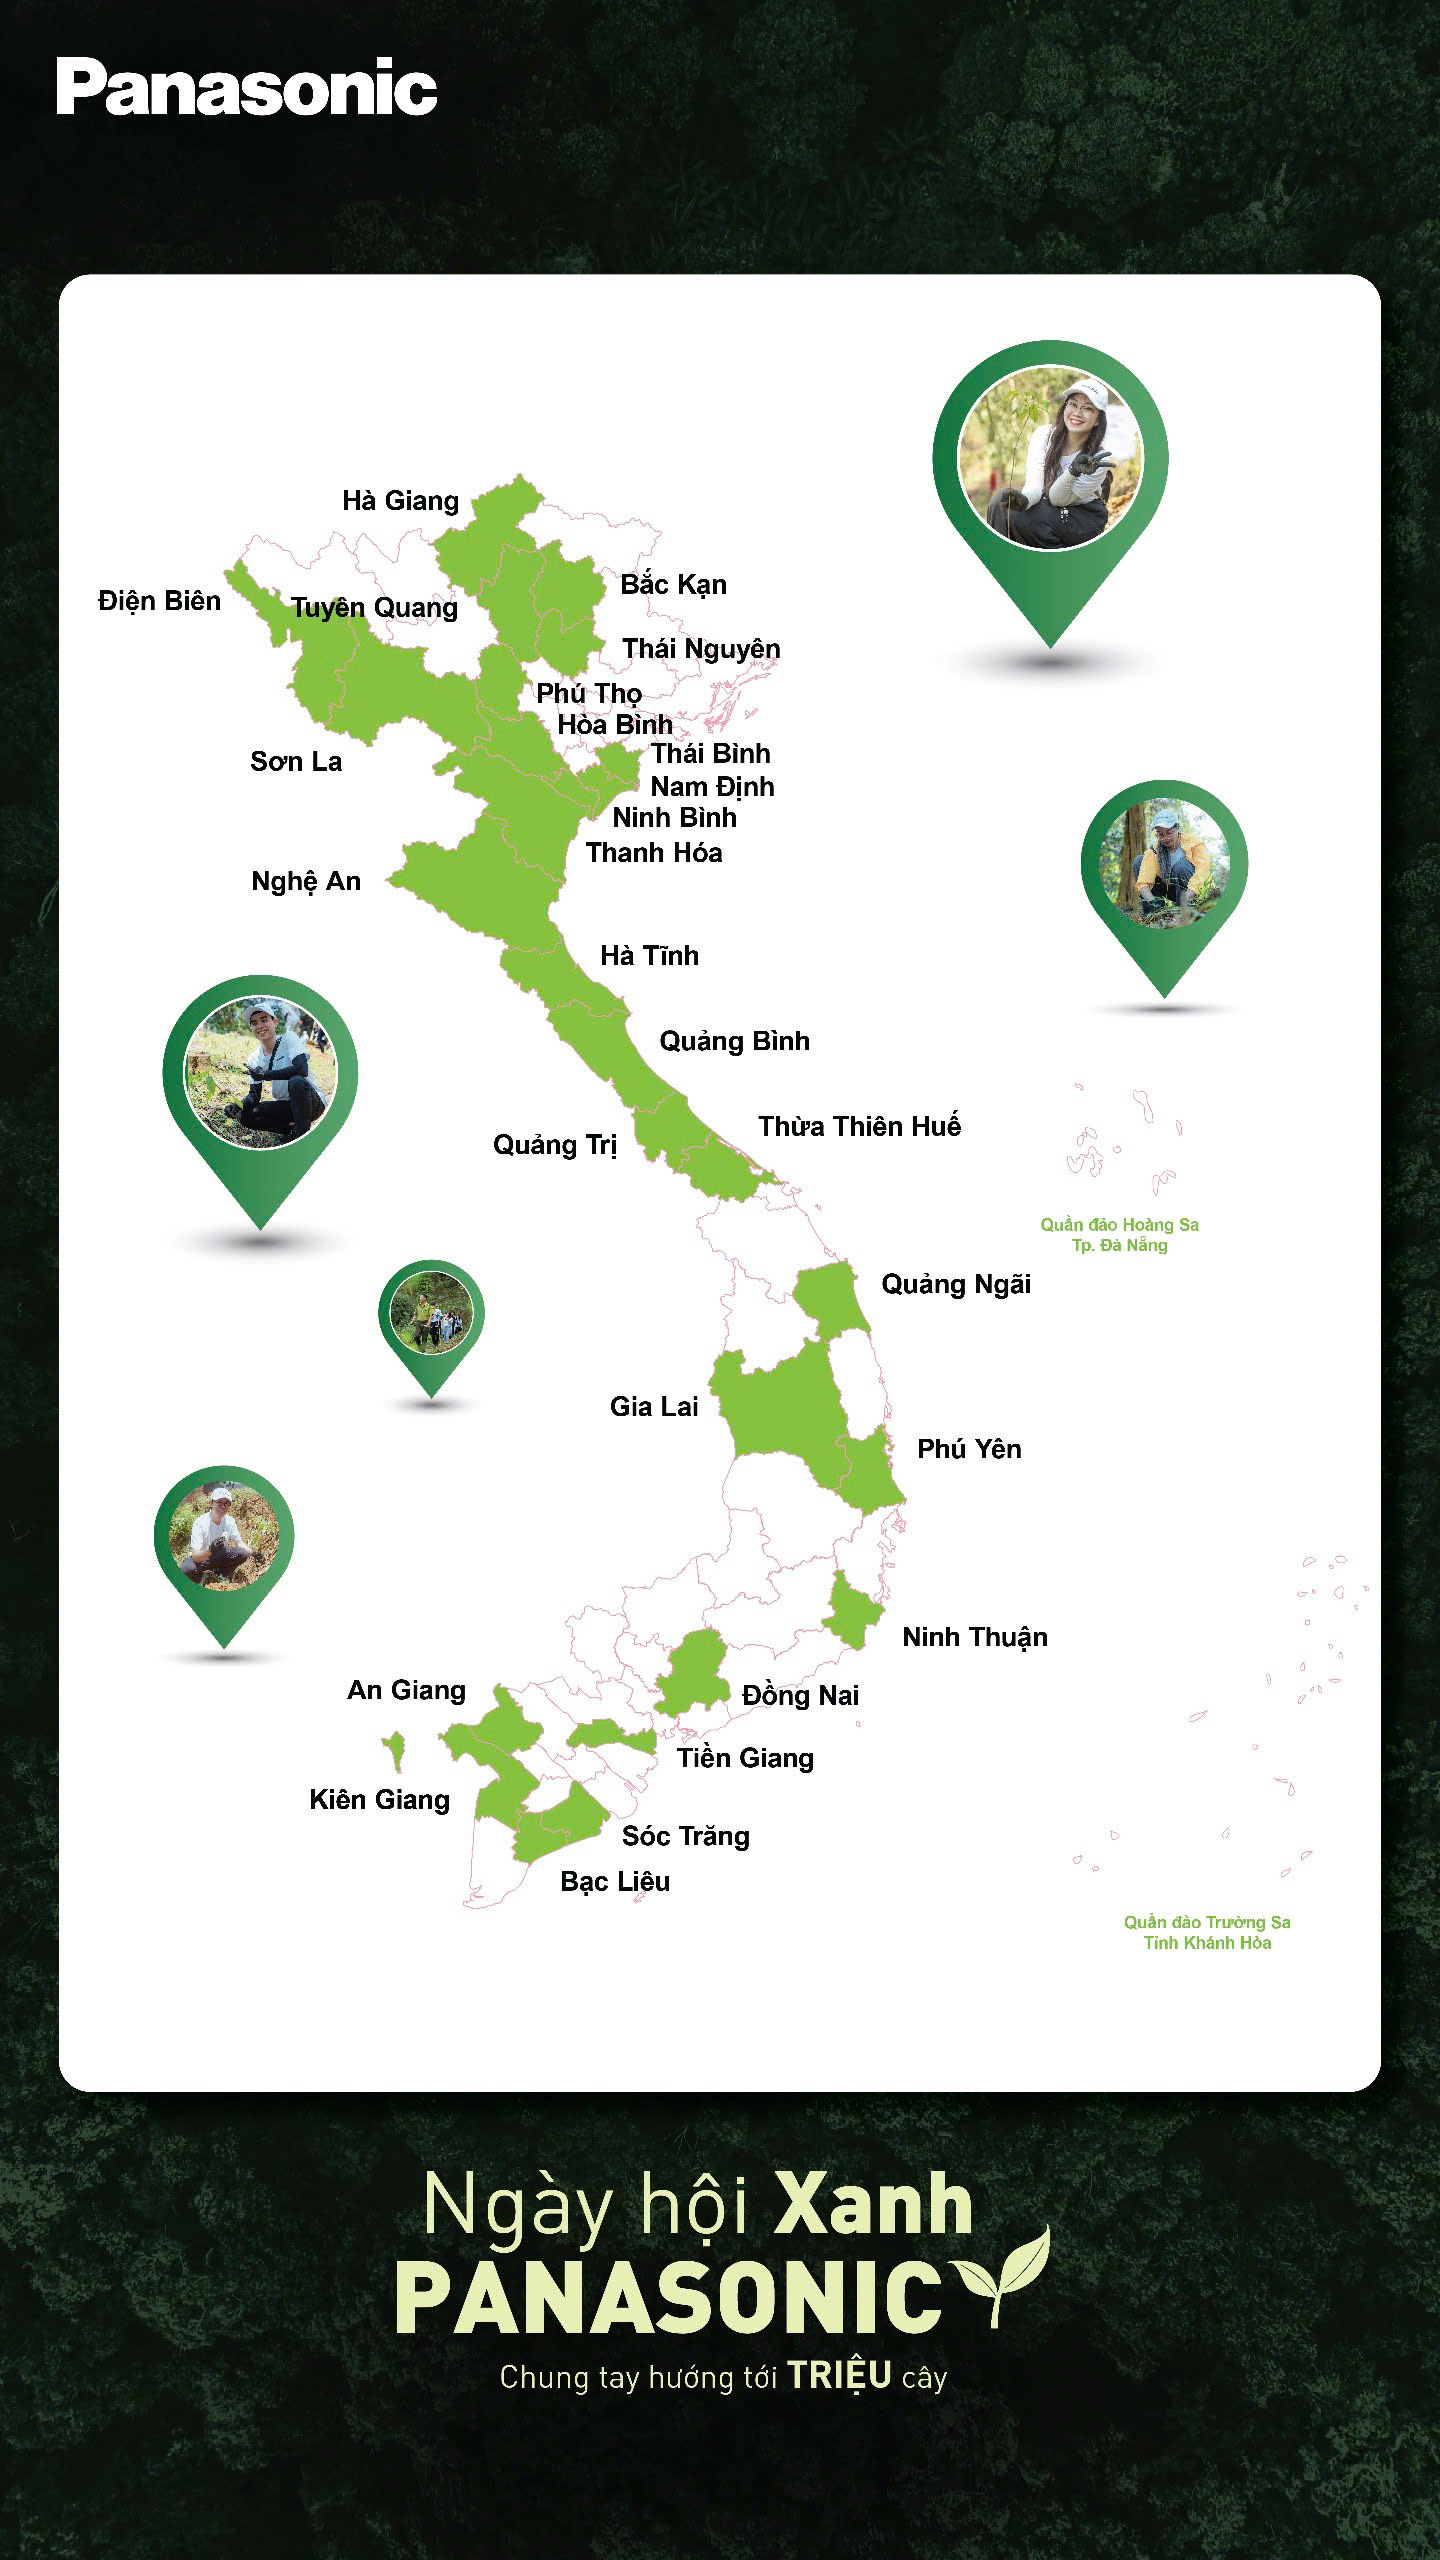 Panasonic
Hà Giang
Điện Biên
Tuyên Quang
Bắc Kạn
Thái Nguyên
Phú Thọ
Hòa Bình
Sơn La
Thái Bình
Nam Định
Ninh Bình
Thanh Hóa
Nghệ An
Hà Tĩnh
Quảng Bình
Thừa Thiên Huế
Quảng Trị
Quần đảo Hoàng Sa
Tp. Đà Nẵng
Quảng Ngãi
Gia Lai
Phú Yên
Ninh Thuận
An Giang
Đồng Nai
Tiền Giang
Kiên Giang
Sóc Trăng
Bạc Liêu
Quần đảo Trường Sa
Tỉnh Khánh Hòa
Ngày hội Xanh
PANASONIC
Chung tay hướng tới TRIỆU cây